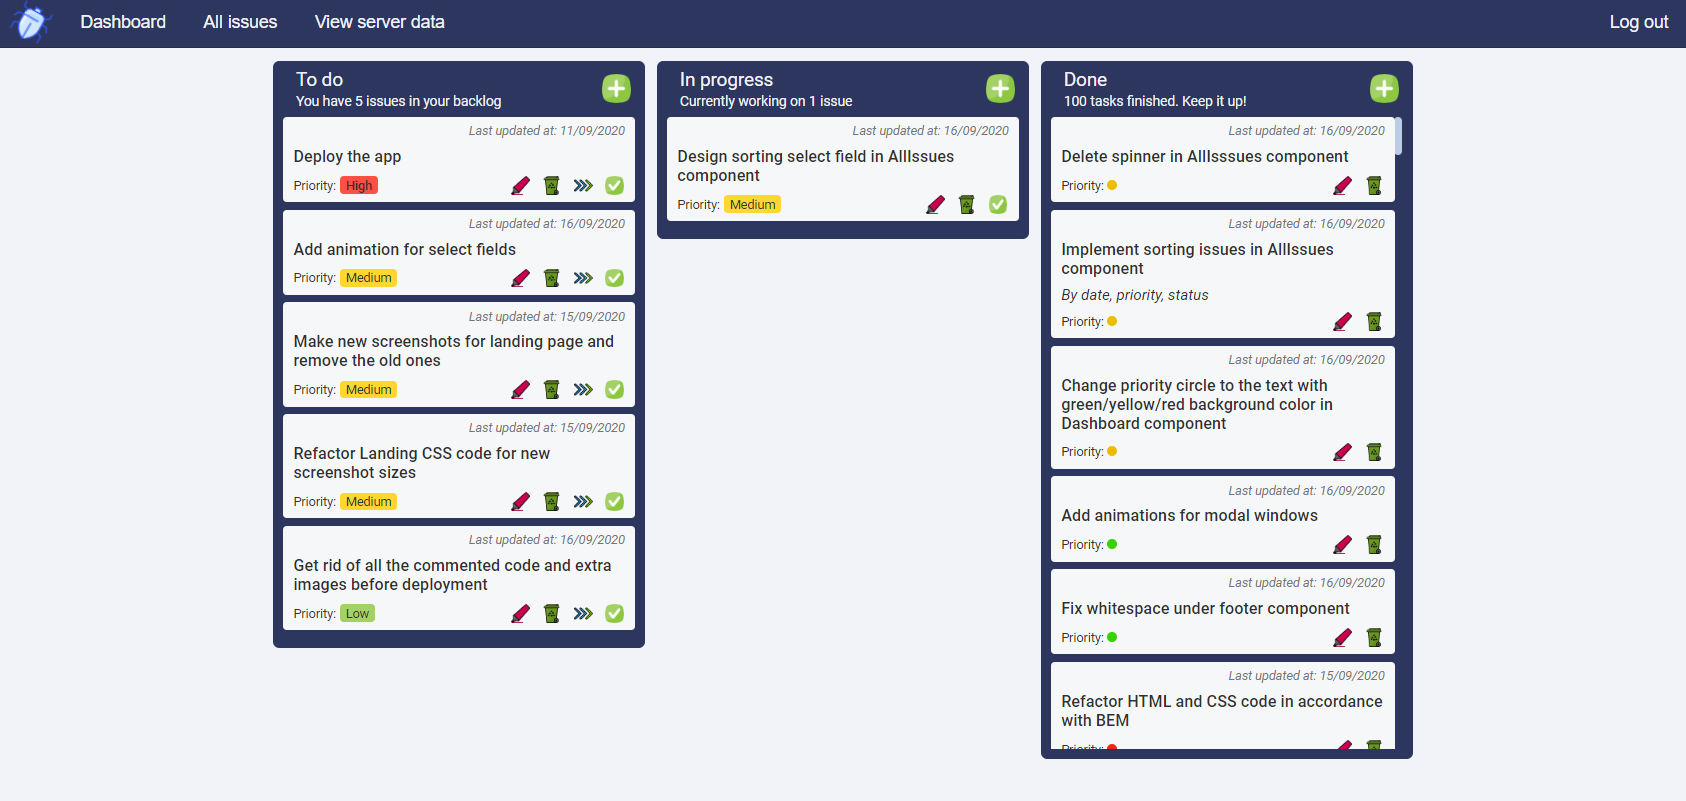 Dashboard All issues View server data Log out
To do
You have 5 issues in your backlog
Last updated at: 11/09/2020
Deploy the app
Priority: High
Last updated at: 16/09/2020
Add animation for select fields
Priority: Medium
Last updated at: 15/09/2020
Make new screenshots for landing page and
remove the old ones
Priority: Medium
Last updated at: 15/09/2020
Refactor Landing CSS code for new
screenshot sizes
Priority: Medium
Last updated at: 16/09/2020
Get rid of all the commented code and extra
images before deployment
Priority: Low
In progress
Currently working on 1 issue
Last updated at: 16/09/2020
Design sorting select field in AllIssues
component
Priority: Medium
Done
100 tasks finished. Keep it up!
Last updated at: 16/09/2020
Delete spinner in AllIsssues component
Priority:
Last updated at: 16/09/2020
Implement sorting issues in AllIssues
component
By date, priority, status
Priority:
Last updated at: 16/09/2020
Change priority circle to the text with
green/yellow/red background color in
Dashboard component
Priority:
Last updated at: 16/09/2020
Add animations for modal windows
Priority:
Last updated at: 16/09/2020
Fix whitespace under footer component
Priority:
Last updated at: 15/09/2020
Refactor HTML and CSS code in accordance
with BEM
Priority: